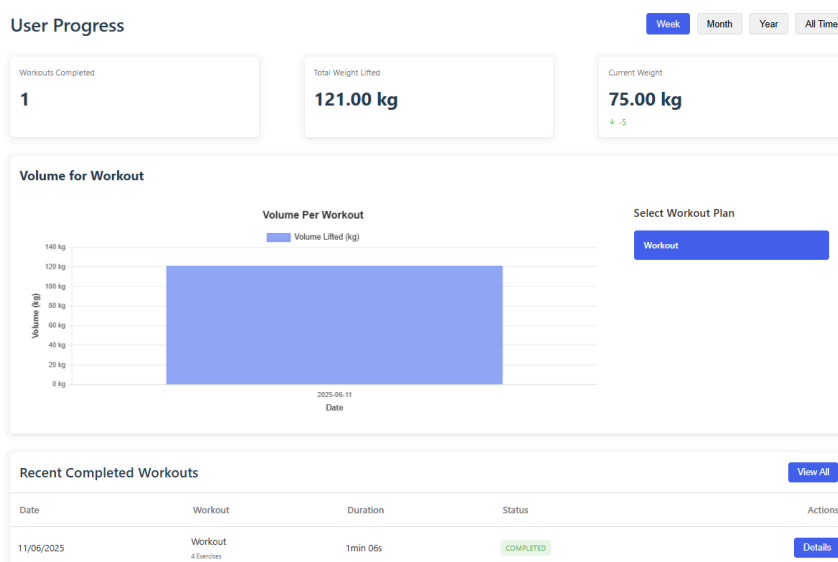 User Progress
Week Month Year All Time
Workouts Completed
1
Total Weight Lifted
121.00 kg
Current Weight
75.00 kg
↓ -5
Volume for Workout
Volume Per Workout
Volume Lifted (kg)
140 kg
120 kg
100 kg
80 kg
60 kg
40 kg
20 kg
0 kg
Volume (kg)
2025-06-11
Date
Select Workout Plan
Workout
Recent Completed Workouts
View All
Date Workout Duration Status Actions
11/06/2025 Workout 1min 06s COMPLETED Details
4 Exercises